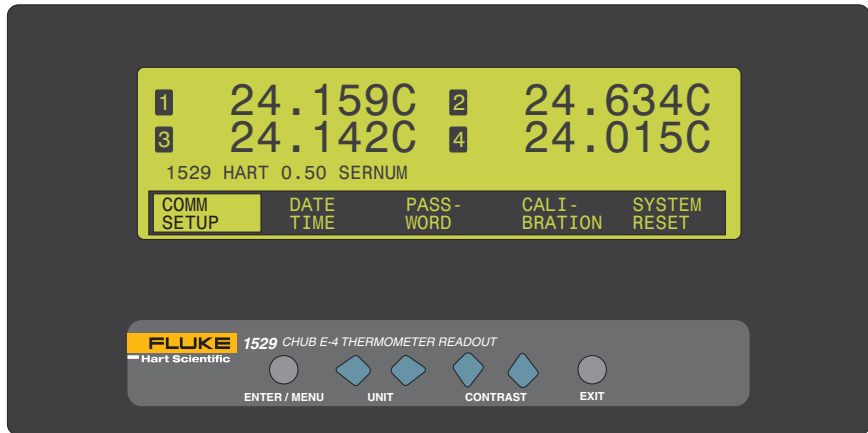 1 24.159C 2 24.634C
3 24.142C 4 24.015C
1529 HART 0.50 SERNUM
COMM DATE PASS- CALI- SYSTEM
SETUP TIME WORD BRATION RESET
FLUKE 1529 CHUB E-4 THERMOMETER READOUT
Hart Scientific
ENTER / MENU UNIT CONTRAST EXIT